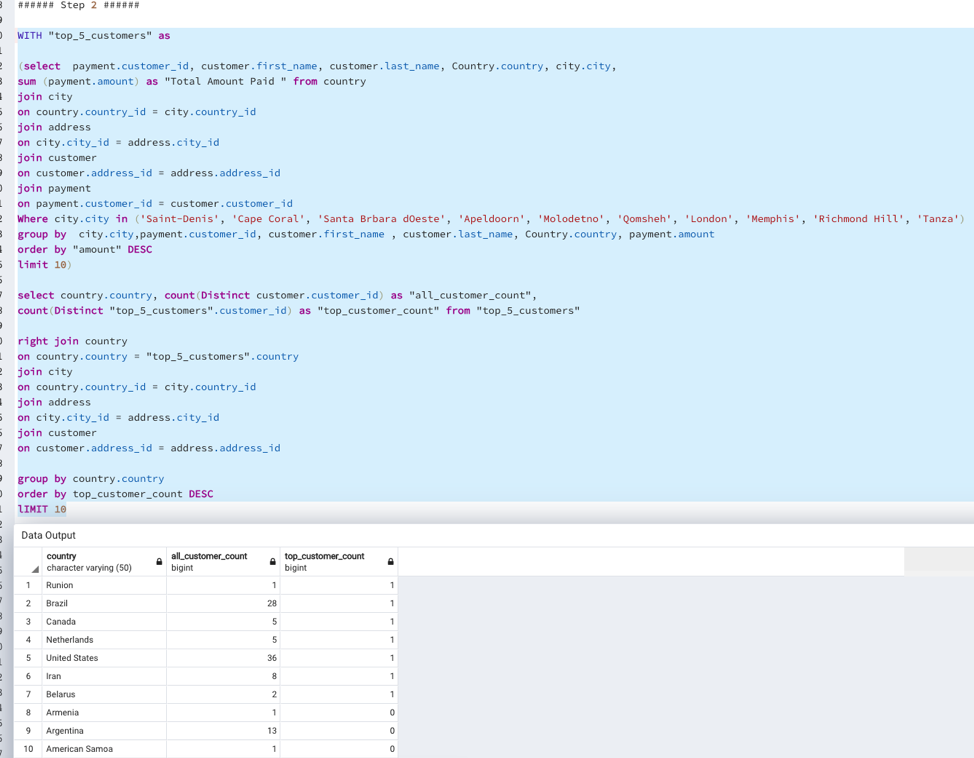 ###### Step 2 ######
WITH "top_5_customers" as
(select  payment.customer_id, customer.first_name, customer.last_name, Country.country, city.city,
sum (payment.amount) as "Total Amount Paid " from country
join city
on country.country_id = city.country_id
join address
on city.city_id = address.city_id
join customer
on customer.address_id = address.address_id
join payment
on payment.customer_id = customer.customer_id
Where city.city in ('Saint-Denis', 'Cape Coral', 'Santa Brbara dOeste', 'Apeldoorn', 'Molodetno', 'Qomsheh', 'London', 'Memphis', 'Richmond Hill', 'Tanza')
group by  city.city,payment.customer_id, customer.first_name , customer.last_name, Country.country, payment.amount
order by "amount" DESC
limit 10)
select country.country, count(Distinct customer.customer_id) as "all_customer_count",
count(Distinct "top_5_customers".customer_id) as "top_customer_count" from "top_5_customers"
right join country
on country.country = "top_5_customers".country
join city
on country.country_id = city.country_id
join address
on city.city_id = address.city_id
join customer
on customer.address_id = address.address_id
group by country.country
order by top_customer_count DESC
lIMIT 10
Data Output
country all_customer_count top_customer_count
character varying (50) bigint bigint
1 Runion 1 1
2 Brazil 28 1
3 Canada 5 1
4 Netherlands 5 1
5 United States 36 1
6 Iran 8 1
7 Belarus 2 1
8 Armenia 1 0
9 Argentina 13 0
10 American Samoa 1 0